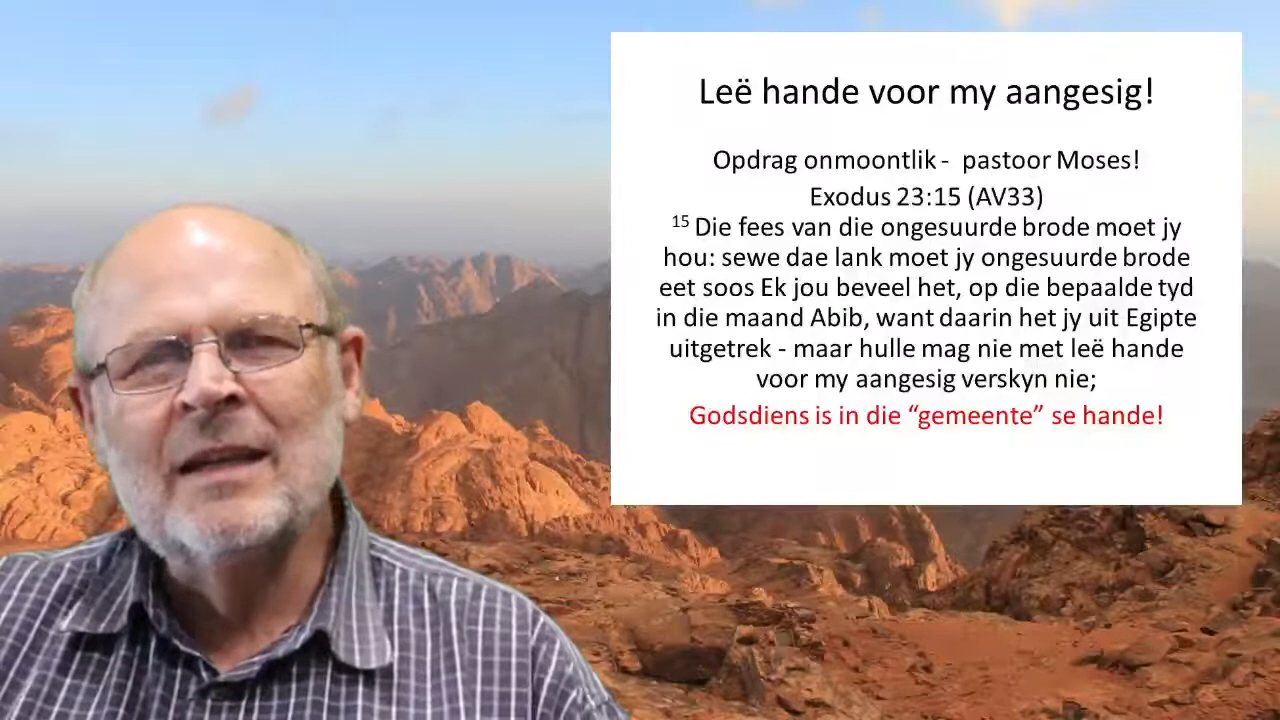 Leë hande voor my aangesig!
Opdrag onmoontlik - pastoor Moses!
Exodus 23:15 (AV33)
15 Die fees van die ongesuurde brode moet jy
hou: sewe dae lank moet jy ongesuurde brode
eet soos Ek jou beveel het, op die bepaalde tyd
in die maand Abib, want daarin het jy uit Egipte
uitgetrek - maar hulle mag nie met leë hande
voor my aangesig verskyn nie;
Godsdiens is in die “gemeente” se hande!